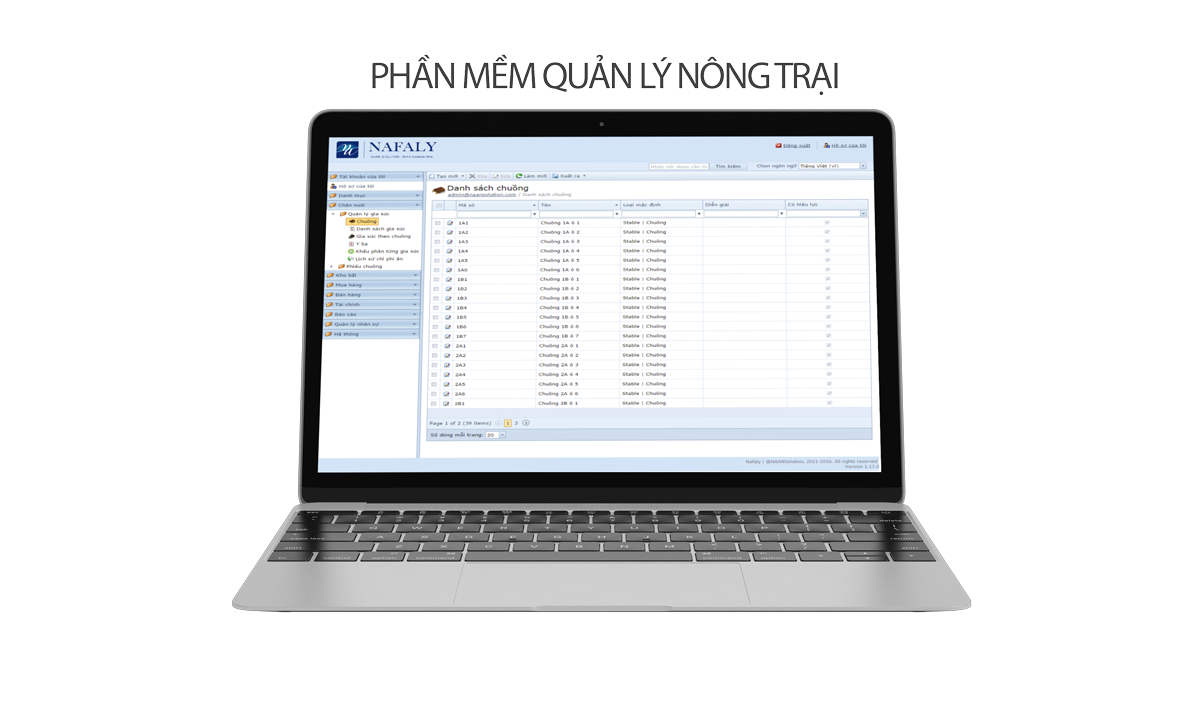 PHẦN MỀM QUẢN LÝ NÔNG TRẠI
NAFALY
Đăng xuất
Hồ sơ của tôi
Tìm kiếm
Chọn ngôn ngữ
Tiếng Việt (vi)
Tài khoản của tôi
Hồ sơ của tôi
Danh mục
Chăn nuôi
Quản lý gia súc
Chuồng
Danh sách gia súc
Gia súc theo chuồng
Y bạ
Khẩu phần từng gia súc
Lịch sử chi phí ăn
Phiếu chuồng
Kho bãi
Mua hàng
Bán hàng
Tài chính
Báo cáo
Quản lý nhân sự
Hệ thống
Tạo mới Xóa Sửa Làm mới Xuất ra
Danh sách chuồng
admin@naansolution.com / Danh sách chuồng
Mã số Tên Loại mặc định Diễn giải Có hiệu lực
1A1 Chuồng 1A ô 1 Stable | Chuồng
1A2 Chuồng 1A ô 2 Stable | Chuồng
1A3 Chuồng 1A ô 3 Stable | Chuồng
1A4 Chuồng 1A ô 4 Stable | Chuồng
1A5 Chuồng 1A ô 5 Stable | Chuồng
1A6 Chuồng 1A ô 6 Stable | Chuồng
1B1 Chuồng 1B ô 1 Stable | Chuồng
1B2 Chuồng 1B ô 2 Stable | Chuồng
1B3 Chuồng 1B ô 3 Stable | Chuồng
1B4 Chuồng 1B ô 4 Stable | Chuồng
1B5 Chuồng 1B ô 5 Stable | Chuồng
1B6 Chuồng 1B ô 6 Stable | Chuồng
1B7 Chuồng 1B ô 7 Stable | Chuồng
2A1 Chuồng 2A ô 1 Stable | Chuồng
2A2 Chuồng 2A ô 2 Stable | Chuồng
2A3 Chuồng 2A ô 3 Stable | Chuồng
2A4 Chuồng 2A ô 4 Stable | Chuồng
2A5 Chuồng 2A ô 5 Stable | Chuồng
2A6 Chuồng 2A ô 6 Stable | Chuồng
2B1 Chuồng 2B ô 1 Stable | Chuồng
Page 1 of 2 (39 items) 1 2
Số dòng mỗi trang: 20
Nafaly | @NAANSolution, 2011-2016. All rights reserved
Version 1.17.0